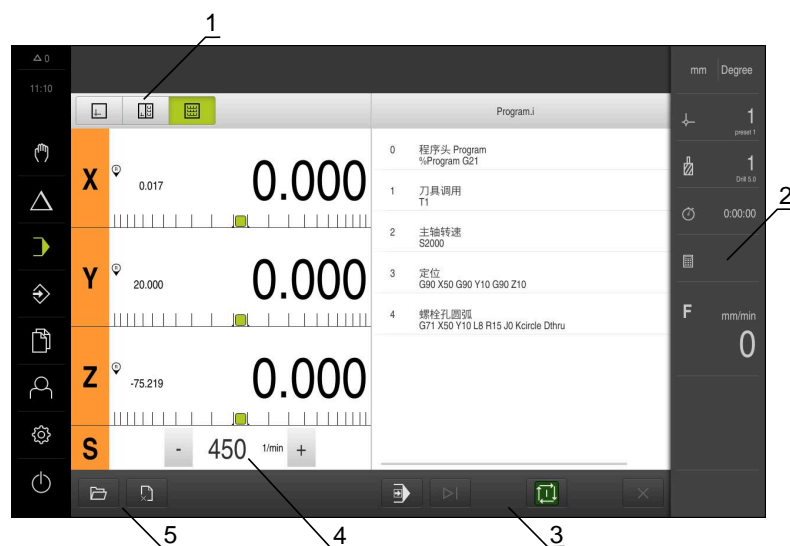 1
0
11:10
Program.i
mm
Degree
X
R
0.017
0.000
Y
R
20.000
0.000
Z
R
-75.219
0.000
S
-
450
1/min
+
0 程序头 Program
%Program G21
1 刀具调用
T1
2 主轴转速
S2000
3 定位
G90 X50 G90 Y10 G90 Z10
4 螺栓孔圆弧
G71 X50 Y10 L8 R15 J0 Kcircle Dthru
1
preset 1
1
Drill 5.0
0:00:00
F
mm/min
0
2
5
4
3